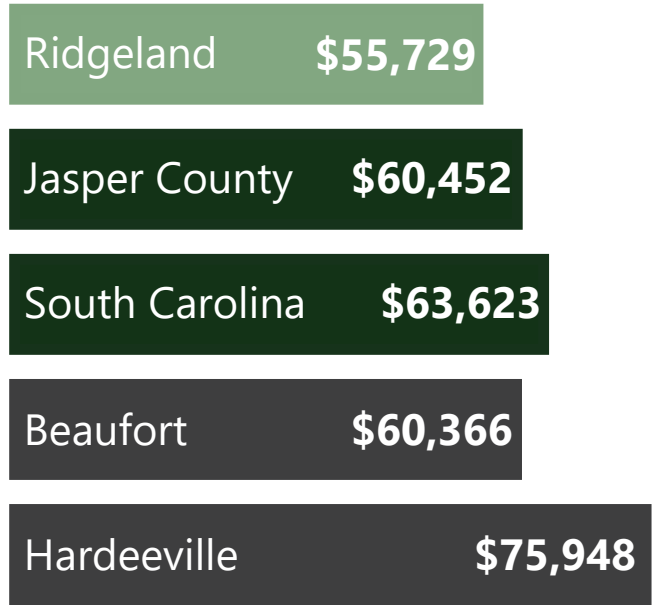 Ridgeland $55,729
Jasper County $60,452
South Carolina $63,623
Beaufort $60,366
Hardeeville $75,948